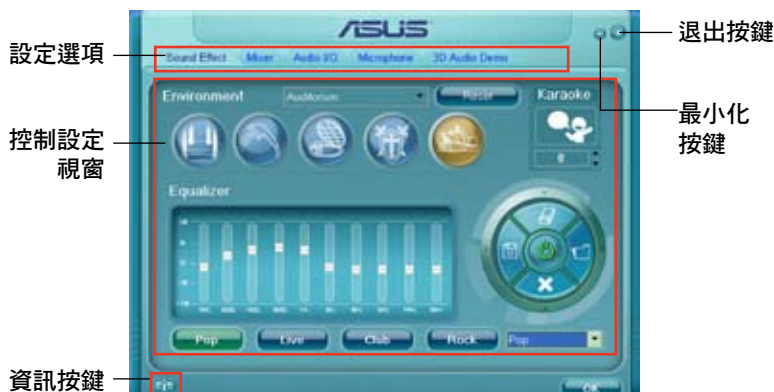 ASUS
退出按鍵
設定選項
Sound Effect Mixer Audio I/O Microphone 3D Audio Demo
最小化
按鍵
Environment Auditorium Reset Karaoke
控制設定
視窗
0
Equalizer
Pop Live Club Rock Pop
資訊按鍵
OK